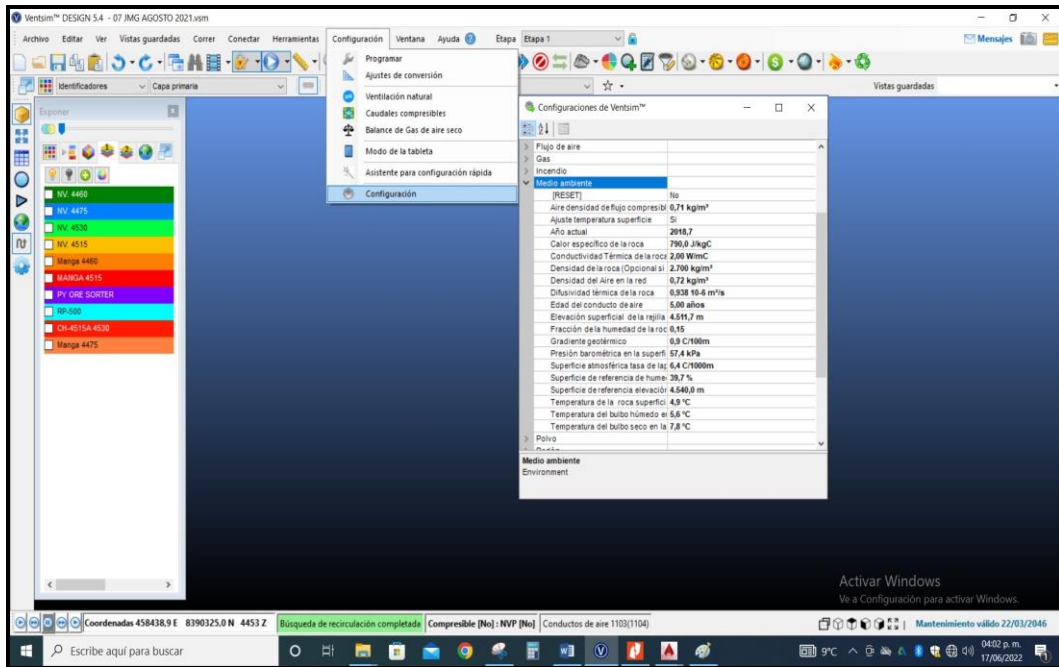 Ventsim™ DESIGN 5.4 - 07 JMG AGOSTO 2021.vsm
Archivo Editar Ver Vistas guardadas Correr Conectar Herramientas Configuración Ventana Ayuda Etapa Etapa 1 Mensajes
Identificadores Capa primaria Vistas guardadas
Programar
Ajustes de conversión
Ventilación natural
Caudales compresibles
Balance de Gas de aire seco
Modo de la tableta
Asistente para configuración rápida
Configuración
Exponer
NV. 4460
NV. 4475
NV. 4530
NV. 4515
Manga 4460
MANGA 4515
PY ORE SORTER
RP-500
CH-4515A 4530
Manga 4475
Configuraciones de Ventsim™
Flujo de aire
Gas
Incendio
Medio ambiente
[RESET] No
Aire densidad de flujo compresibl 0,71 kg/m³
Ajuste temperatura superficie Si
Año actual 2018,7
Calor específico de la roca 790,0 J/kgC
Conductividad Térmica de la roca 2,00 W/mC
Densidad de la roca (Opcional si 2.700 kg/m³
Densidad del Aire en la red 0,72 kg/m³
Difusividad térmica de la roca 0,938 10-6 m²/s
Edad del conducto de aire 5,00 años
Elevación superficial de la rejilla 4.511,7 m
Fracción de la humedad de la roc 0,15
Gradiente geotérmico 0,9 C/100m
Presión barométrica en la superfi 57,4 kPa
Superficie atmosférica tasa de lap 6,4 C/1000m
Superficie de referencia de hume 39,7 %
Superficie de referencia elevación 4.540,0 m
Temperatura de la roca superfici 4,9 °C
Temperatura del bulbo húmedo e 5,6 °C
Temperatura del bulbo seco en la 7,8 °C
Polvo
Medio ambiente
Environment
Activar Windows
Ve a Configuración para activar Windows.
Coordenadas 458438,9 E 8390325,0 N 4453 Z Búsqueda de recirculación completada Compresible [No] : NVP [No] Conductos de aire 1103(1104) Mantenimiento válido 22/03/2046
Escribe aquí para buscar 9°C 04:02 p. m.
17/06/2022